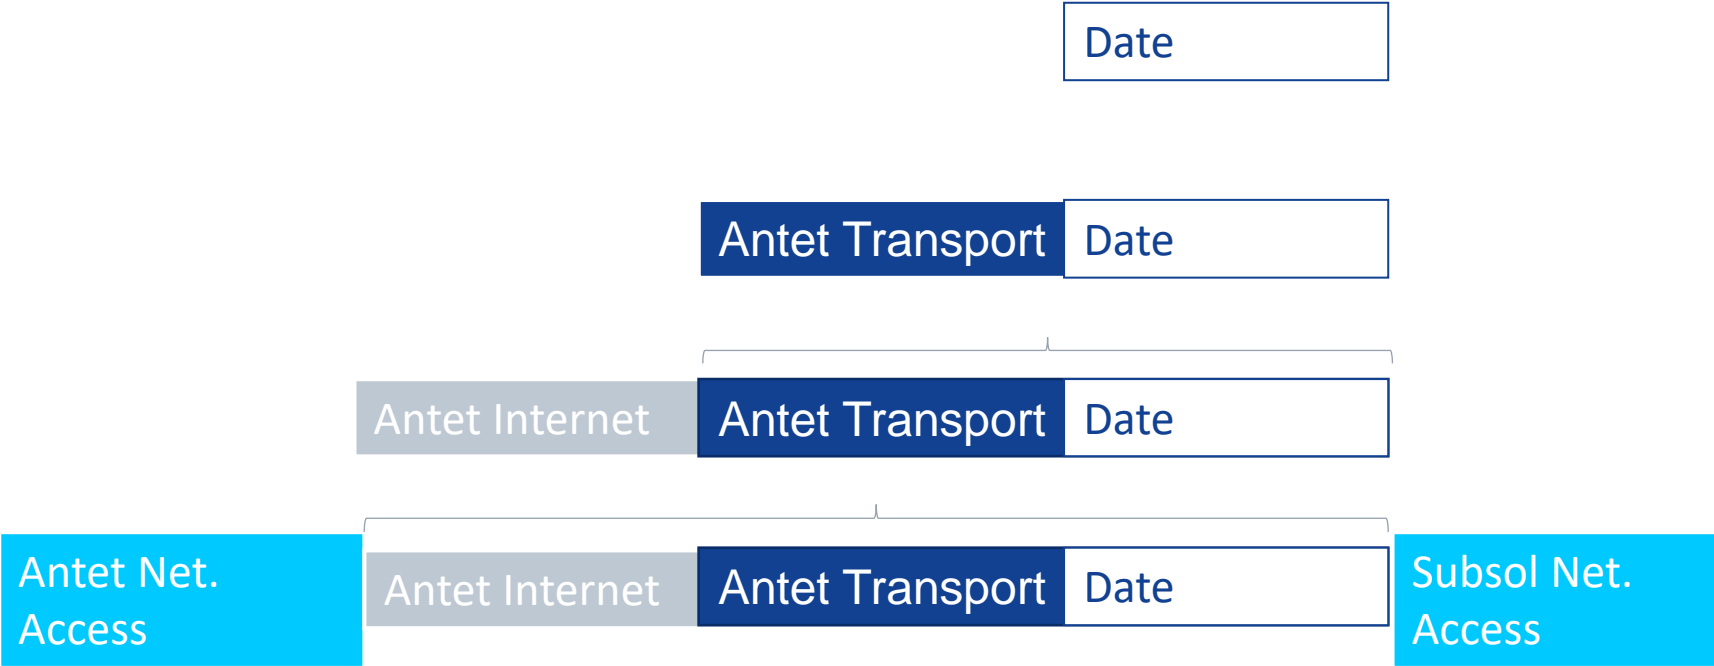 Date
Antet Transport Date
Antet Internet Antet Transport Date
Antet Net.
Access
Antet Internet Antet Transport Date
Subsol Net.
Access